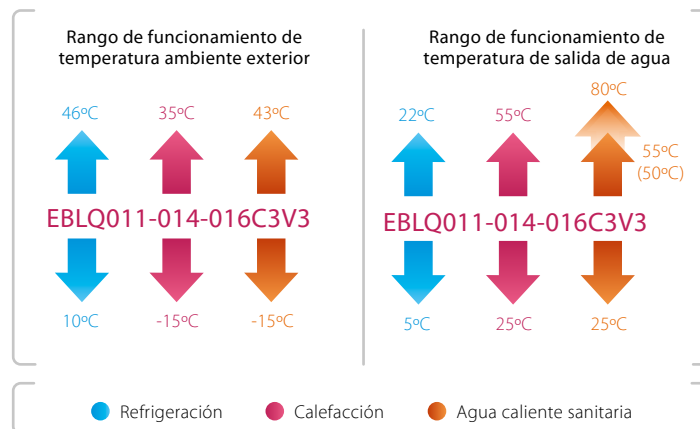 Rango de funcionamiento de
temperatura ambiente exterior
46ºC 35ºC 43ºC
EBLQ011-014-016C3V3
10ºC -15ºC -15ºC
Rango de funcionamiento de
temperatura de salida de agua
80ºC
22ºC 55ºC
55ºC
(50ºC)
EBLQ011-014-016C3V3
5ºC 25ºC 25ºC
Refrigeración Calefacción Agua caliente sanitaria